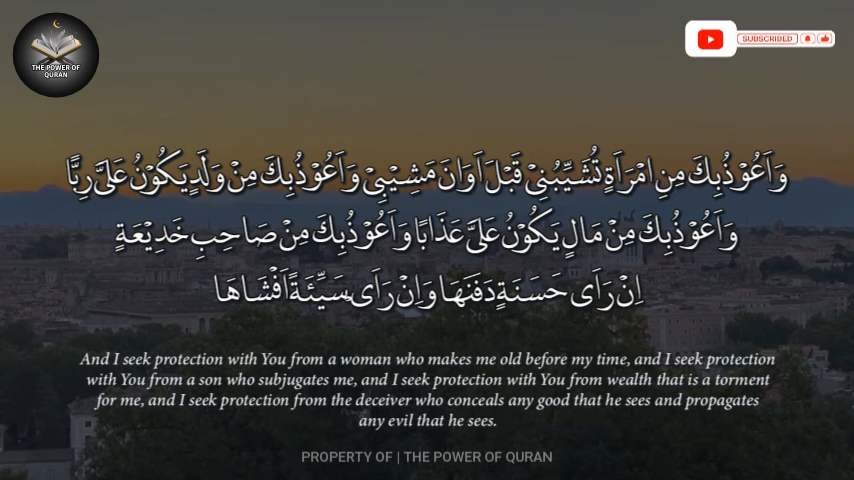 THE POWER OF
QURAN
SUBSCRIBED
وَاَعُوْذُبِكَ مِنِ امْرَاَةٍ تُشَيِّبُنِىْ قَبْلَ اَوَانَ مَشِيْبِىْ وَاَعُوْذُبِكَ مِنْ وَلَدٍ يَكُوْنُ عَلَىَّ رِبًّا
وَاَعُوْذُبِكَ مِنْ مَالٍ يَكُوْنُ عَلَىَّ عَذَابًا وَاَعُوْذُبِكَ مِنْ صَاحِبِ خَدِيْعَةٍ
اِنْ رَاَى حَسَنَةٍ دَفَنَهَا وَاِنْ رَاَى سَيِّئَةً اَفْشَاهَا
And I seek protection with You from a woman who makes me old before my time, and I seek protection
with You from a son who subjugates me, and I seek protection with You from wealth that is a torment
for me, and I seek protection from the deceiver who conceals any good that he sees and propagates
any evil that he sees.
PROPERTY OF | THE POWER OF QURAN